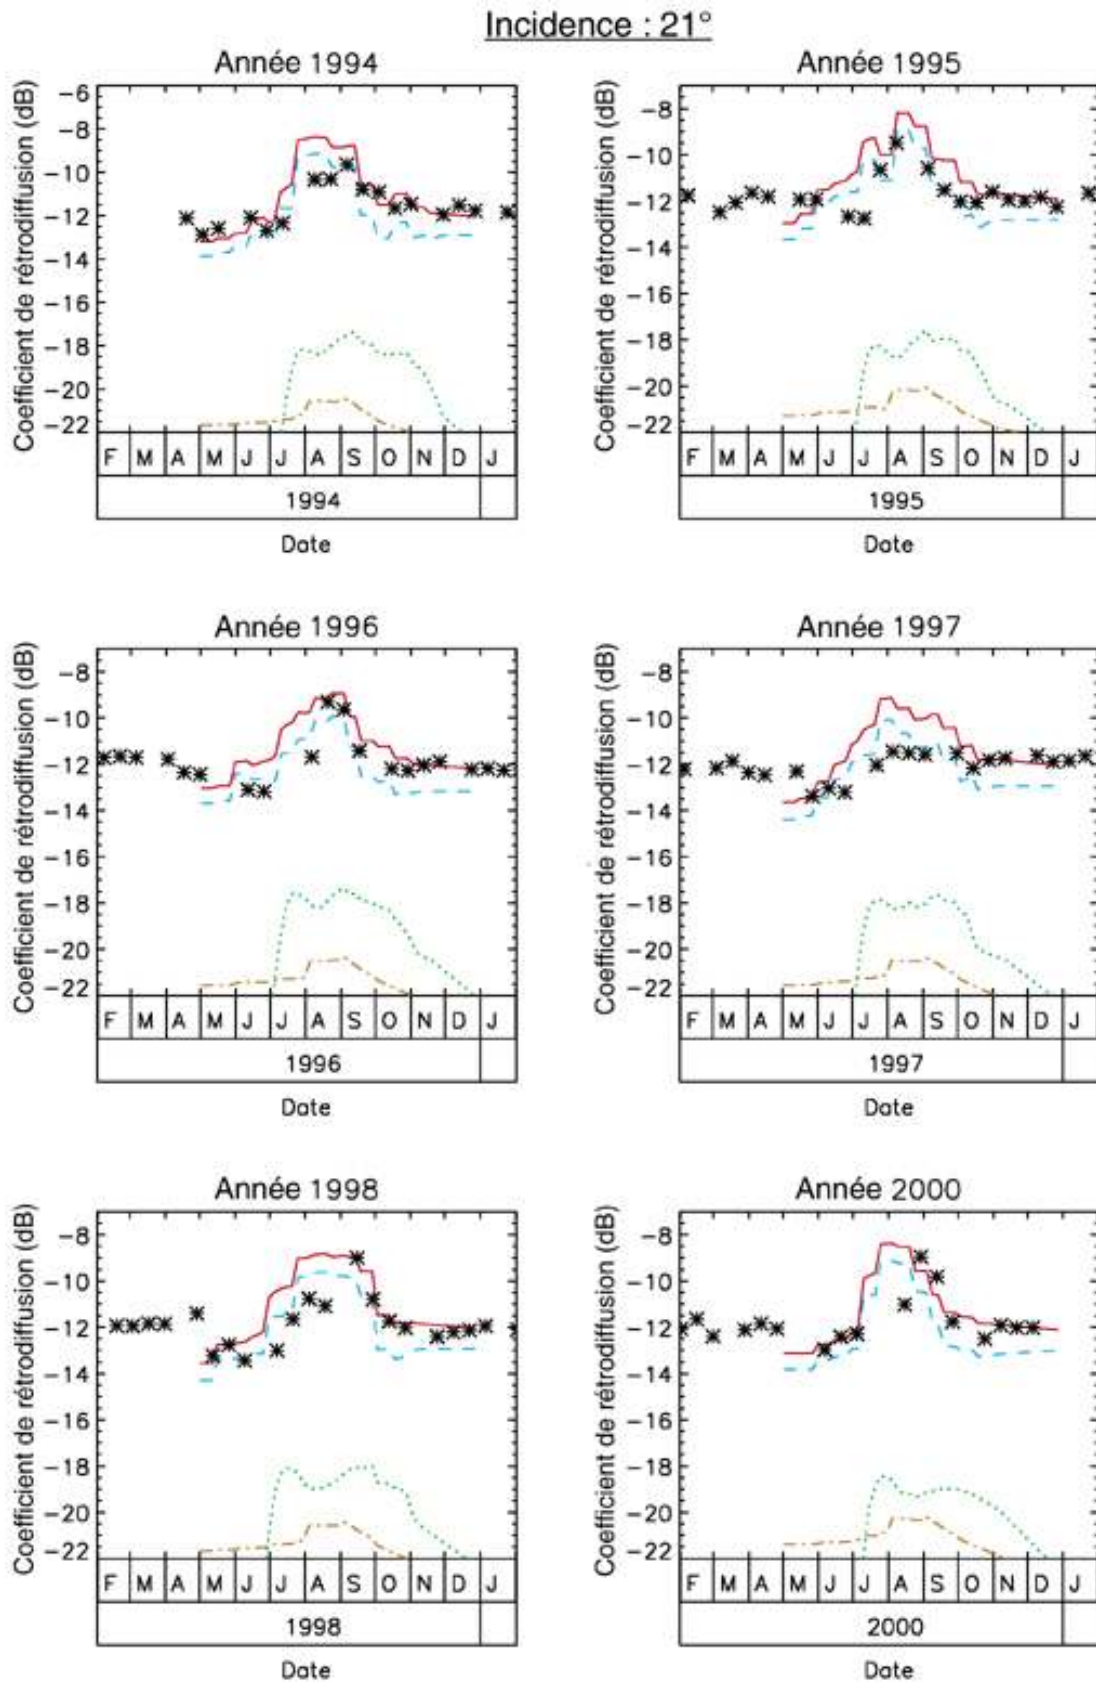 Incidence : 21°
Année 1994
Coefficient de rétrodiffusion (dB)
−6
−8
−10
−12
−14
−16
−18
−20
−22
F M A M J J A S O N D J
1994
Date
Année 1995
Coefficient de rétrodiffusion (dB)
−8
−10
−12
−14
−16
−18
−20
−22
F M A M J J A S O N D J
1995
Date
Année 1996
Coefficient de rétrodiffusion (dB)
−8
−10
−12
−14
−16
−18
−20
−22
F M A M J J A S O N D J
1996
Date
Année 1997
Coefficient de rétrodiffusion (dB)
−8
−10
−12
−14
−16
−18
−20
−22
F M A M J J A S O N D J
1997
Date
Année 1998
Coefficient de rétrodiffusion (dB)
−8
−10
−12
−14
−16
−18
−20
−22
F M A M J J A S O N D J
1998
Date
Année 2000
Coefficient de rétrodiffusion (dB)
−8
−10
−12
−14
−16
−18
−20
−22
F M A M J J A S O N D J
2000
Date